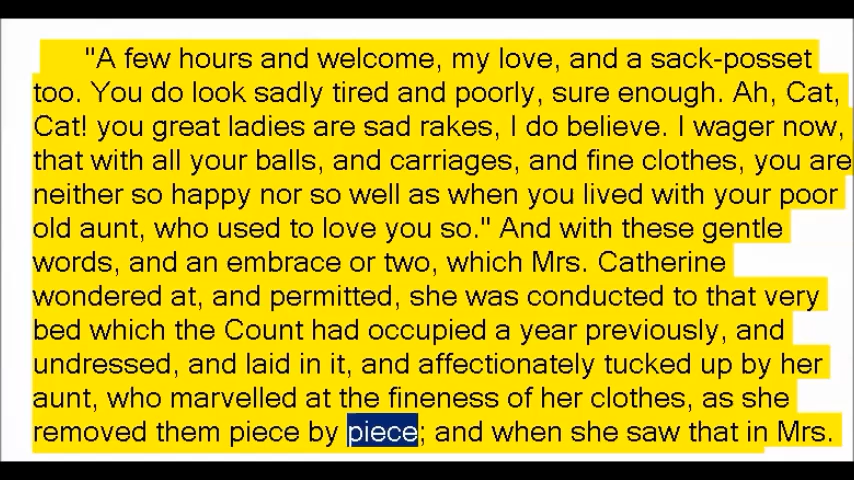 "A few hours and welcome, my love, and a sack-posset
too. You do look sadly tired and poorly, sure enough. Ah, Cat,
Cat! you great ladies are sad rakes, I do believe. I wager now,
that with all your balls, and carriages, and fine clothes, you are
neither so happy nor so well as when you lived with your poor
old aunt, who used to love you so." And with these gentle
words, and an embrace or two, which Mrs. Catherine
wondered at, and permitted, she was conducted to that very
bed which the Count had occupied a year previously, and
undressed, and laid in it, and affectionately tucked up by her
aunt, who marvelled at the fineness of her clothes, as she
removed them piece by piece; and when she saw that in Mrs.